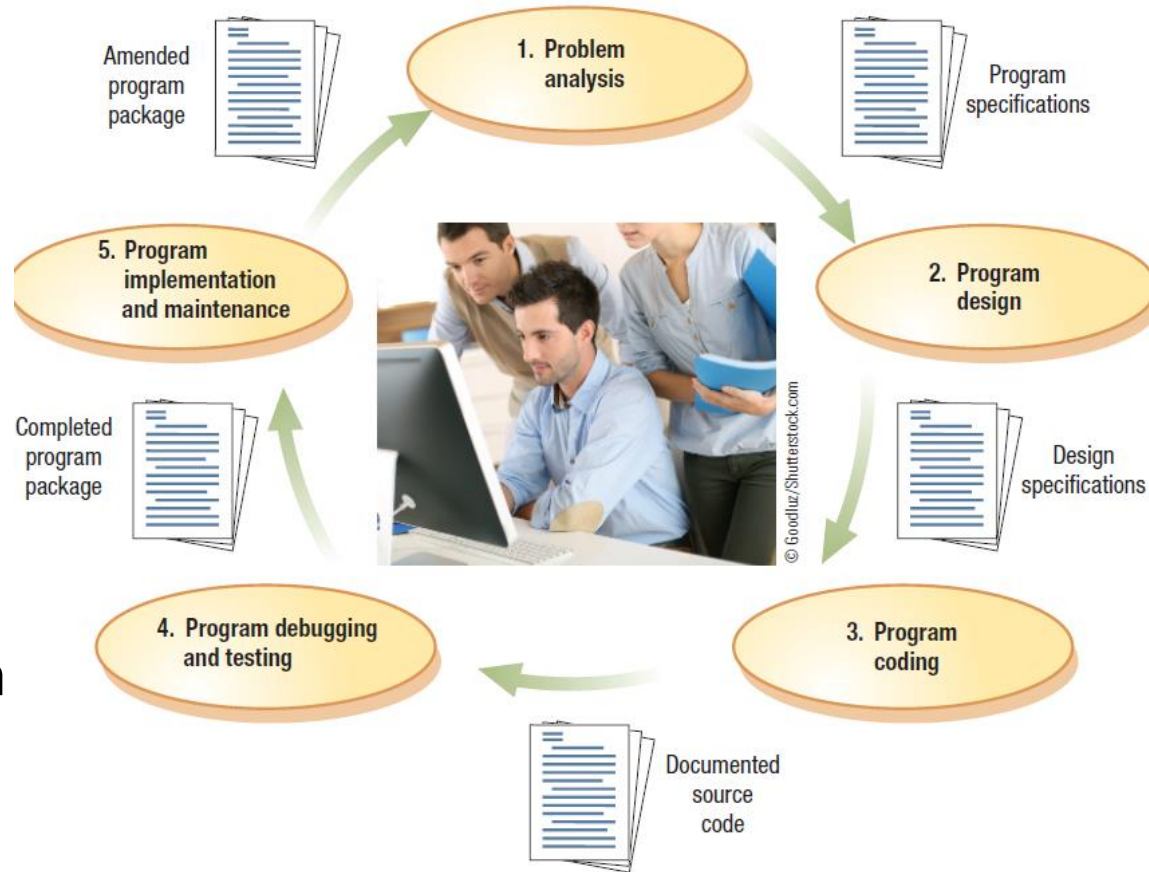 1. Problem
analysis
Amended
program
package
Program
specifications
5. Program
implementation
and maintenance
2. Program
design
Completed
program
package
Design
specifications
© Goodluz/Shutterstock.com
4. Program debugging
and testing
3. Program
coding
n
Documented
source
code